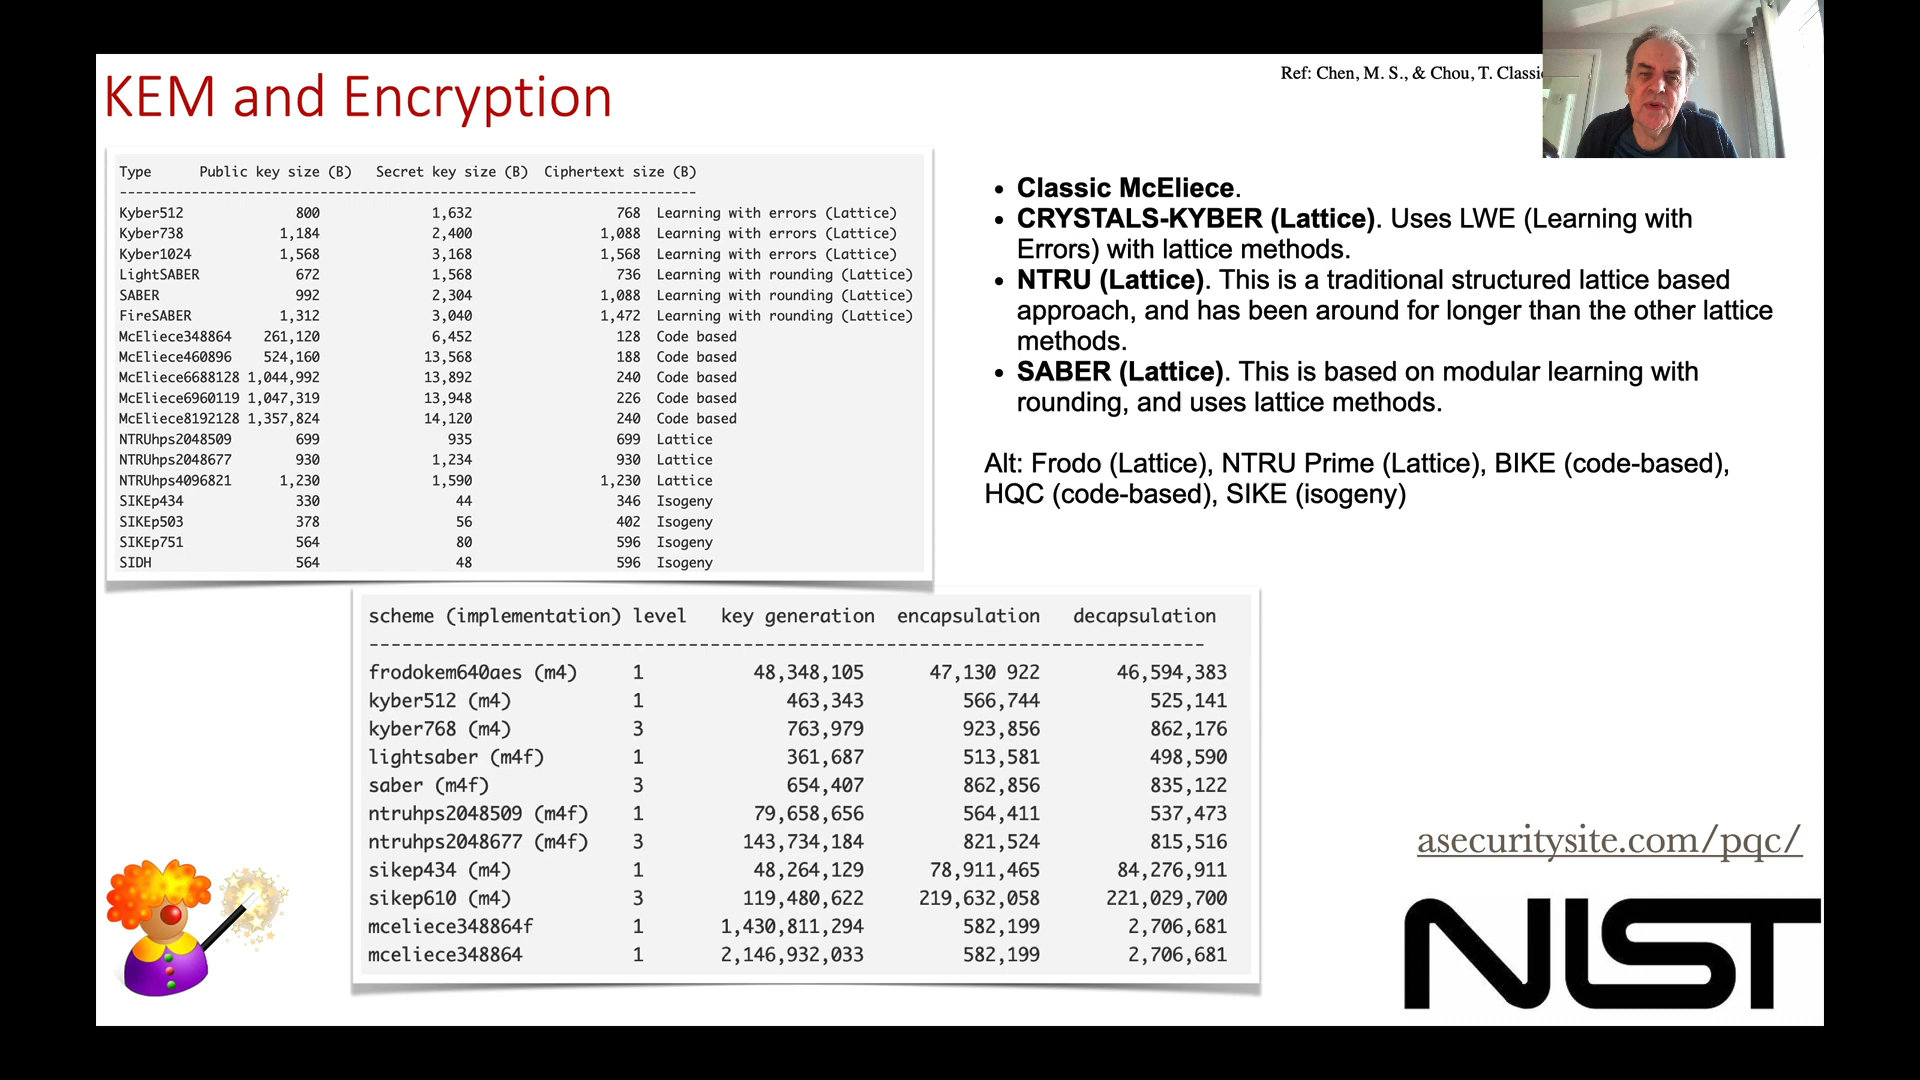 KEM and Encryption
Ref: Chen, M. S., & Chou, T. Classic
Type Public key size (B) Secret key size (B) Ciphertext size (B)
------------------------------------------------------------------------
Kyber512 800 1,632 768 Learning with errors (Lattice)
Kyber738 1,184 2,400 1,088 Learning with errors (Lattice)
Kyber1024 1,568 3,168 1,568 Learning with errors (Lattice)
LightSABER 672 1,568 736 Learning with rounding (Lattice)
SABER 992 2,304 1,088 Learning with rounding (Lattice)
FireSABER 1,312 3,040 1,472 Learning with rounding (Lattice)
McEliece348864 261,120 6,452 128 Code based
McEliece460896 524,160 13,568 188 Code based
McEliece6688128 1,044,992 13,892 240 Code based
McEliece6960119 1,047,319 13,948 226 Code based
McEliece8192128 1,357,824 14,120 240 Code based
NTRUhps2048509 699 935 699 Lattice
NTRUhps2048677 930 1,234 930 Lattice
NTRUhps4096821 1,230 1,590 1,230 Lattice
SIKEp434 330 44 346 Isogeny
SIKEp503 378 56 402 Isogeny
SIKEp751 564 80 596 Isogeny
SIDH 564 48 596 Isogeny
• Classic McEliece.
• CRYSTALS-KYBER (Lattice). Uses LWE (Learning with
Errors) with lattice methods.
• NTRU (Lattice). This is a traditional structured lattice based
approach, and has been around for longer than the other lattice
methods.
• SABER (Lattice). This is based on modular learning with
rounding, and uses lattice methods.
Alt: Frodo (Lattice), NTRU Prime (Lattice), BIKE (code-based),
HQC (code-based), SIKE (isogeny)
scheme (implementation) level key generation encapsulation decapsulation
----------------------------------------------------------------------------
frodokem640aes (m4) 1 48,348,105 47,130 922 46,594,383
kyber512 (m4) 1 463,343 566,744 525,141
kyber768 (m4) 3 763,979 923,856 862,176
lightsaber (m4f) 1 361,687 513,581 498,590
saber (m4f) 3 654,407 862,856 835,122
ntruhps2048509 (m4f) 1 79,658,656 564,411 537,473
ntruhps2048677 (m4f) 3 143,734,184 821,524 815,516
sikep434 (m4) 1 48,264,129 78,911,465 84,276,911
sikep610 (m4) 3 119,480,622 219,632,058 221,029,700
mceliece348864f 1 1,430,811,294 582,199 2,706,681
mceliece348864 1 2,146,932,033 582,199 2,706,681
asecuritysite.com/pqc/
NIST